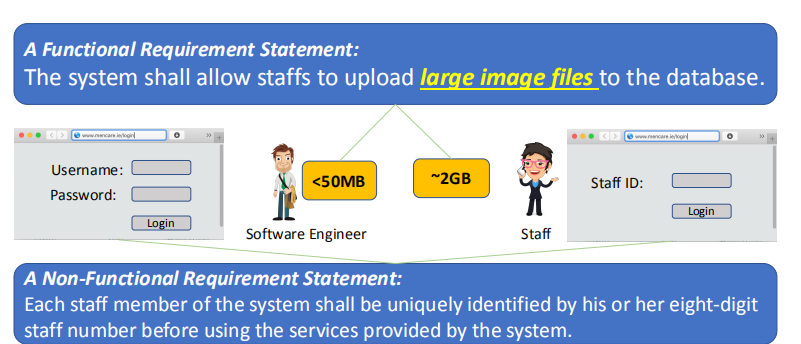 A Functional Requirement Statement:
The system shall allow staffs to upload large image files to the database.
www.mencare.ie/login
Username:
Password:
Login
<50MB
Software Engineer
~2GB
Staff
www.mencare.ie/login
Staff ID:
Login
A Non-Functional Requirement Statement:
Each staff member of the system shall be uniquely identified by his or her eight-digit
staff number before using the services provided by the system.